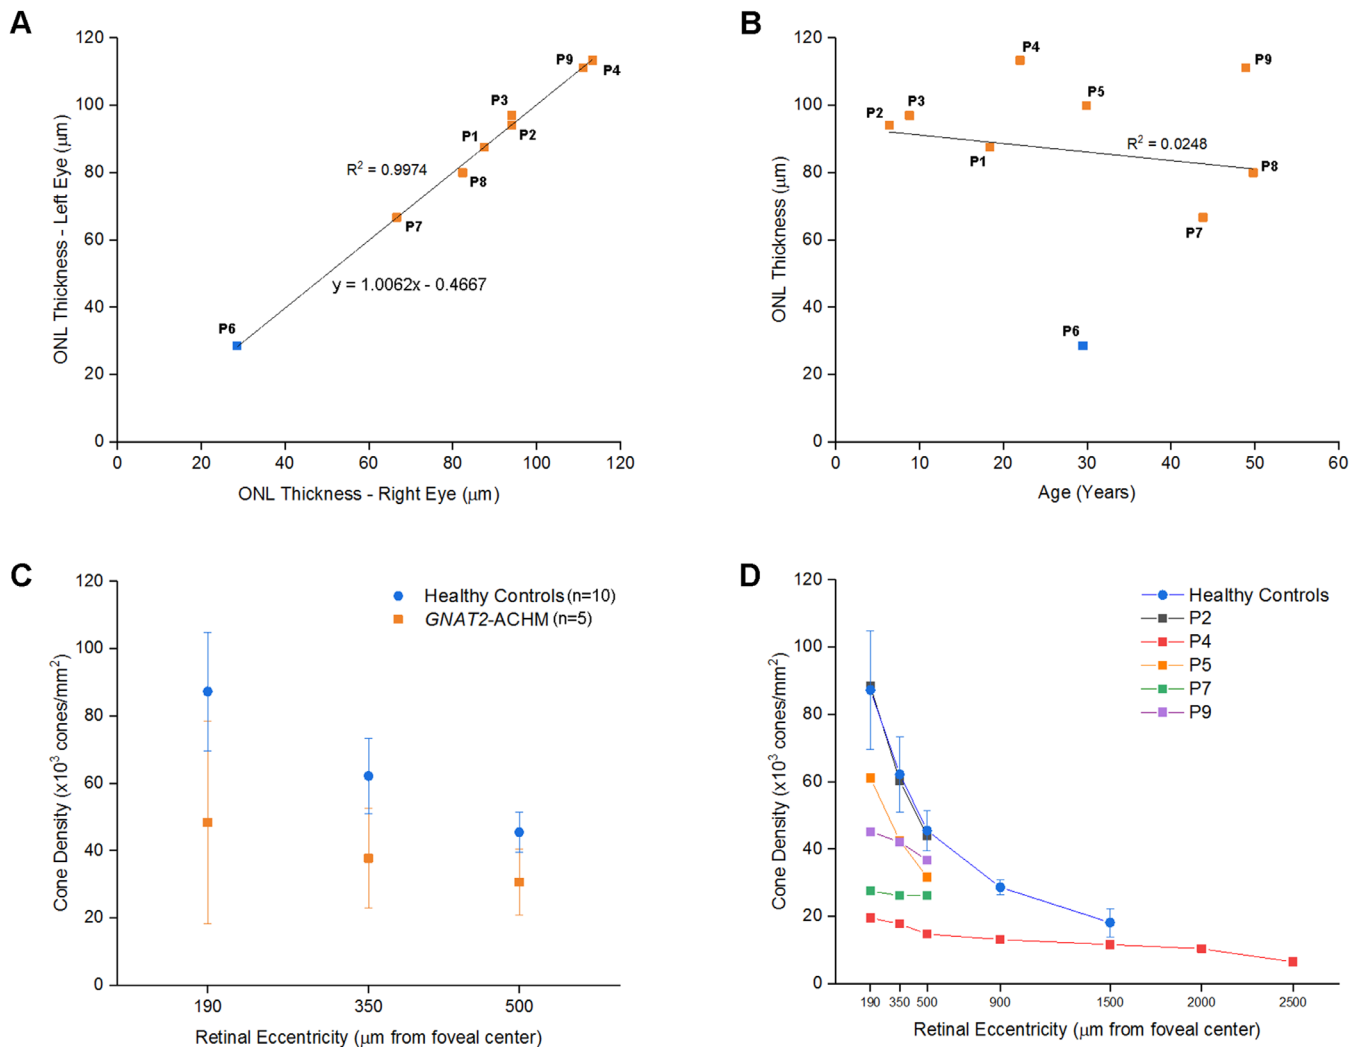 A
120
100
80
60
40
20
0
ONL Thickness - Left Eye (μm)
P9
P4
P3
P2
P1
P8
R² = 0.9974
P7
y = 1.0062x - 0.4667
P6
0 20 40 60 80 100 120
ONL Thickness - Right Eye (μm)
B
120
100
80
60
40
20
0
ONL Thickness (μm)
P4
P9
P5
P3
P2
P1
R² = 0.0248
P8
P7
P6
0 10 20 30 40 50 60
Age (Years)
C
120
100
80
60
40
20
0
Cone Density (x10³ cones/mm²)
Healthy Controls (n=10)
GNAT2-ACHM (n=5)
190 350 500
Retinal Eccentricity (μm from foveal center)
D
120
100
80
60
40
20
0
Cone Density (x10³ cones/mm²)
Healthy Controls
P2
P4
P5
P7
P9
190 350 500 900 1500 2000 2500
Retinal Eccentricity (μm from foveal center)